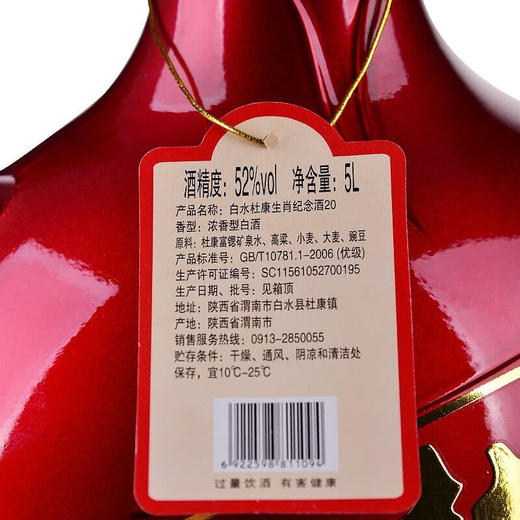 酒精度：52%vol 净含量：5L
产品名称：白水杜康生肖纪念酒20
香型：浓香型白酒
原料：杜康富锶矿泉水、高粱、小麦、大麦、豌豆
产品标准号：GB/T10781.1-2006 (优级)
生产许可证编号：SC11561052700195
生产日期、批号：见箱顶
地址：陕西省渭南市白水县杜康镇
产地：陕西省渭南市
销售服务热线：0913-2850055
贮存条件：干燥、通风、阴凉和清洁处
保存，宜10℃-25℃
6 922598 811094
过量饮酒 有害健康